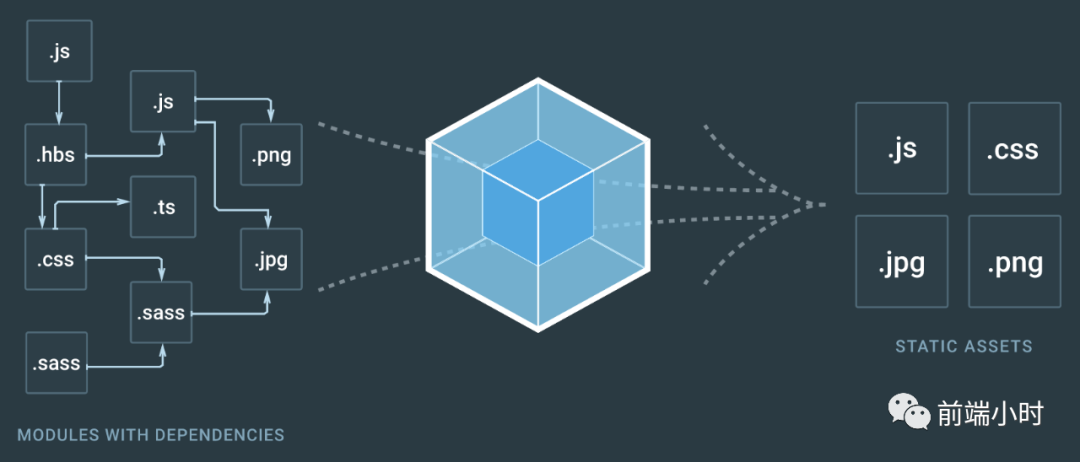 .js
.js
.hbs
.png
.ts
.css
.jpg
.sass
.sass
MODULES WITH DEPENDENCIES
.js
.css
.jpg
.png
STATIC ASSETS
前端小时